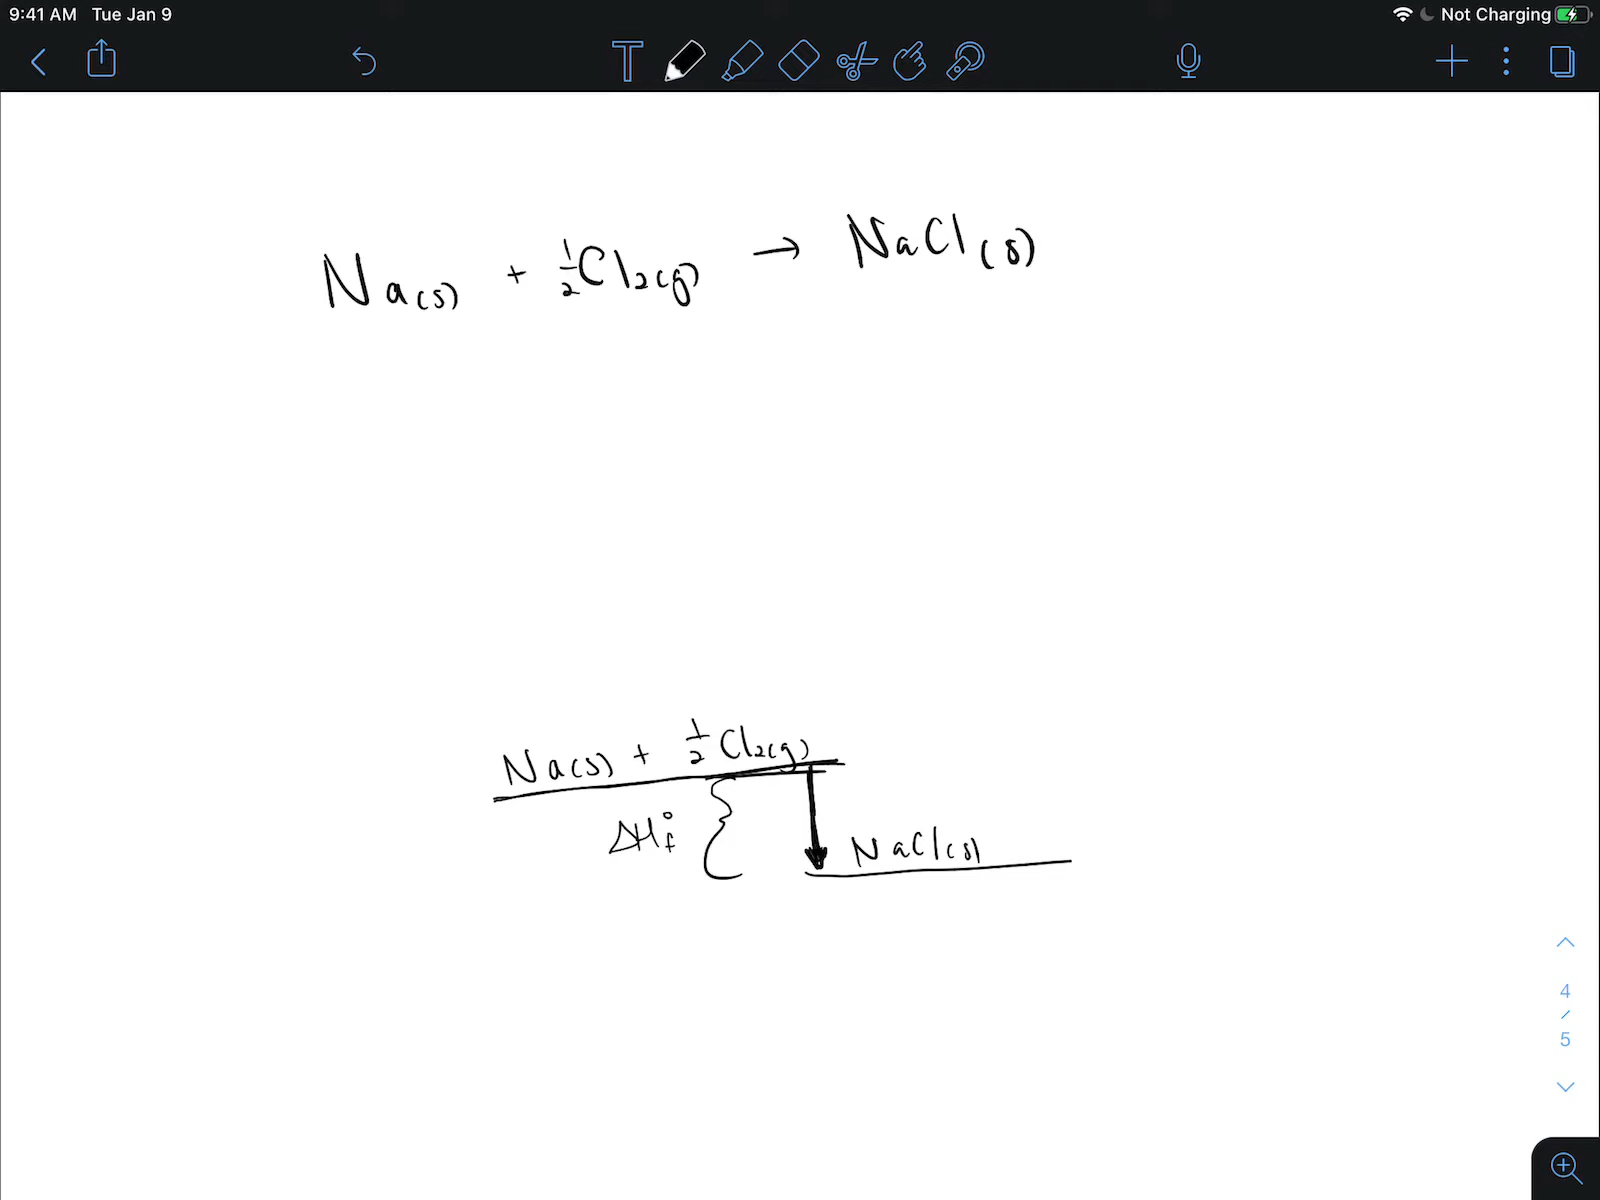 9:41 AM Tue Jan 9 Not Charging
T
Na(s) + ½Cl₂(g) → NaCl(s)
Na(s) + ½Cl₂(g)
ΔH°f
NaCl(s)
4
/
5